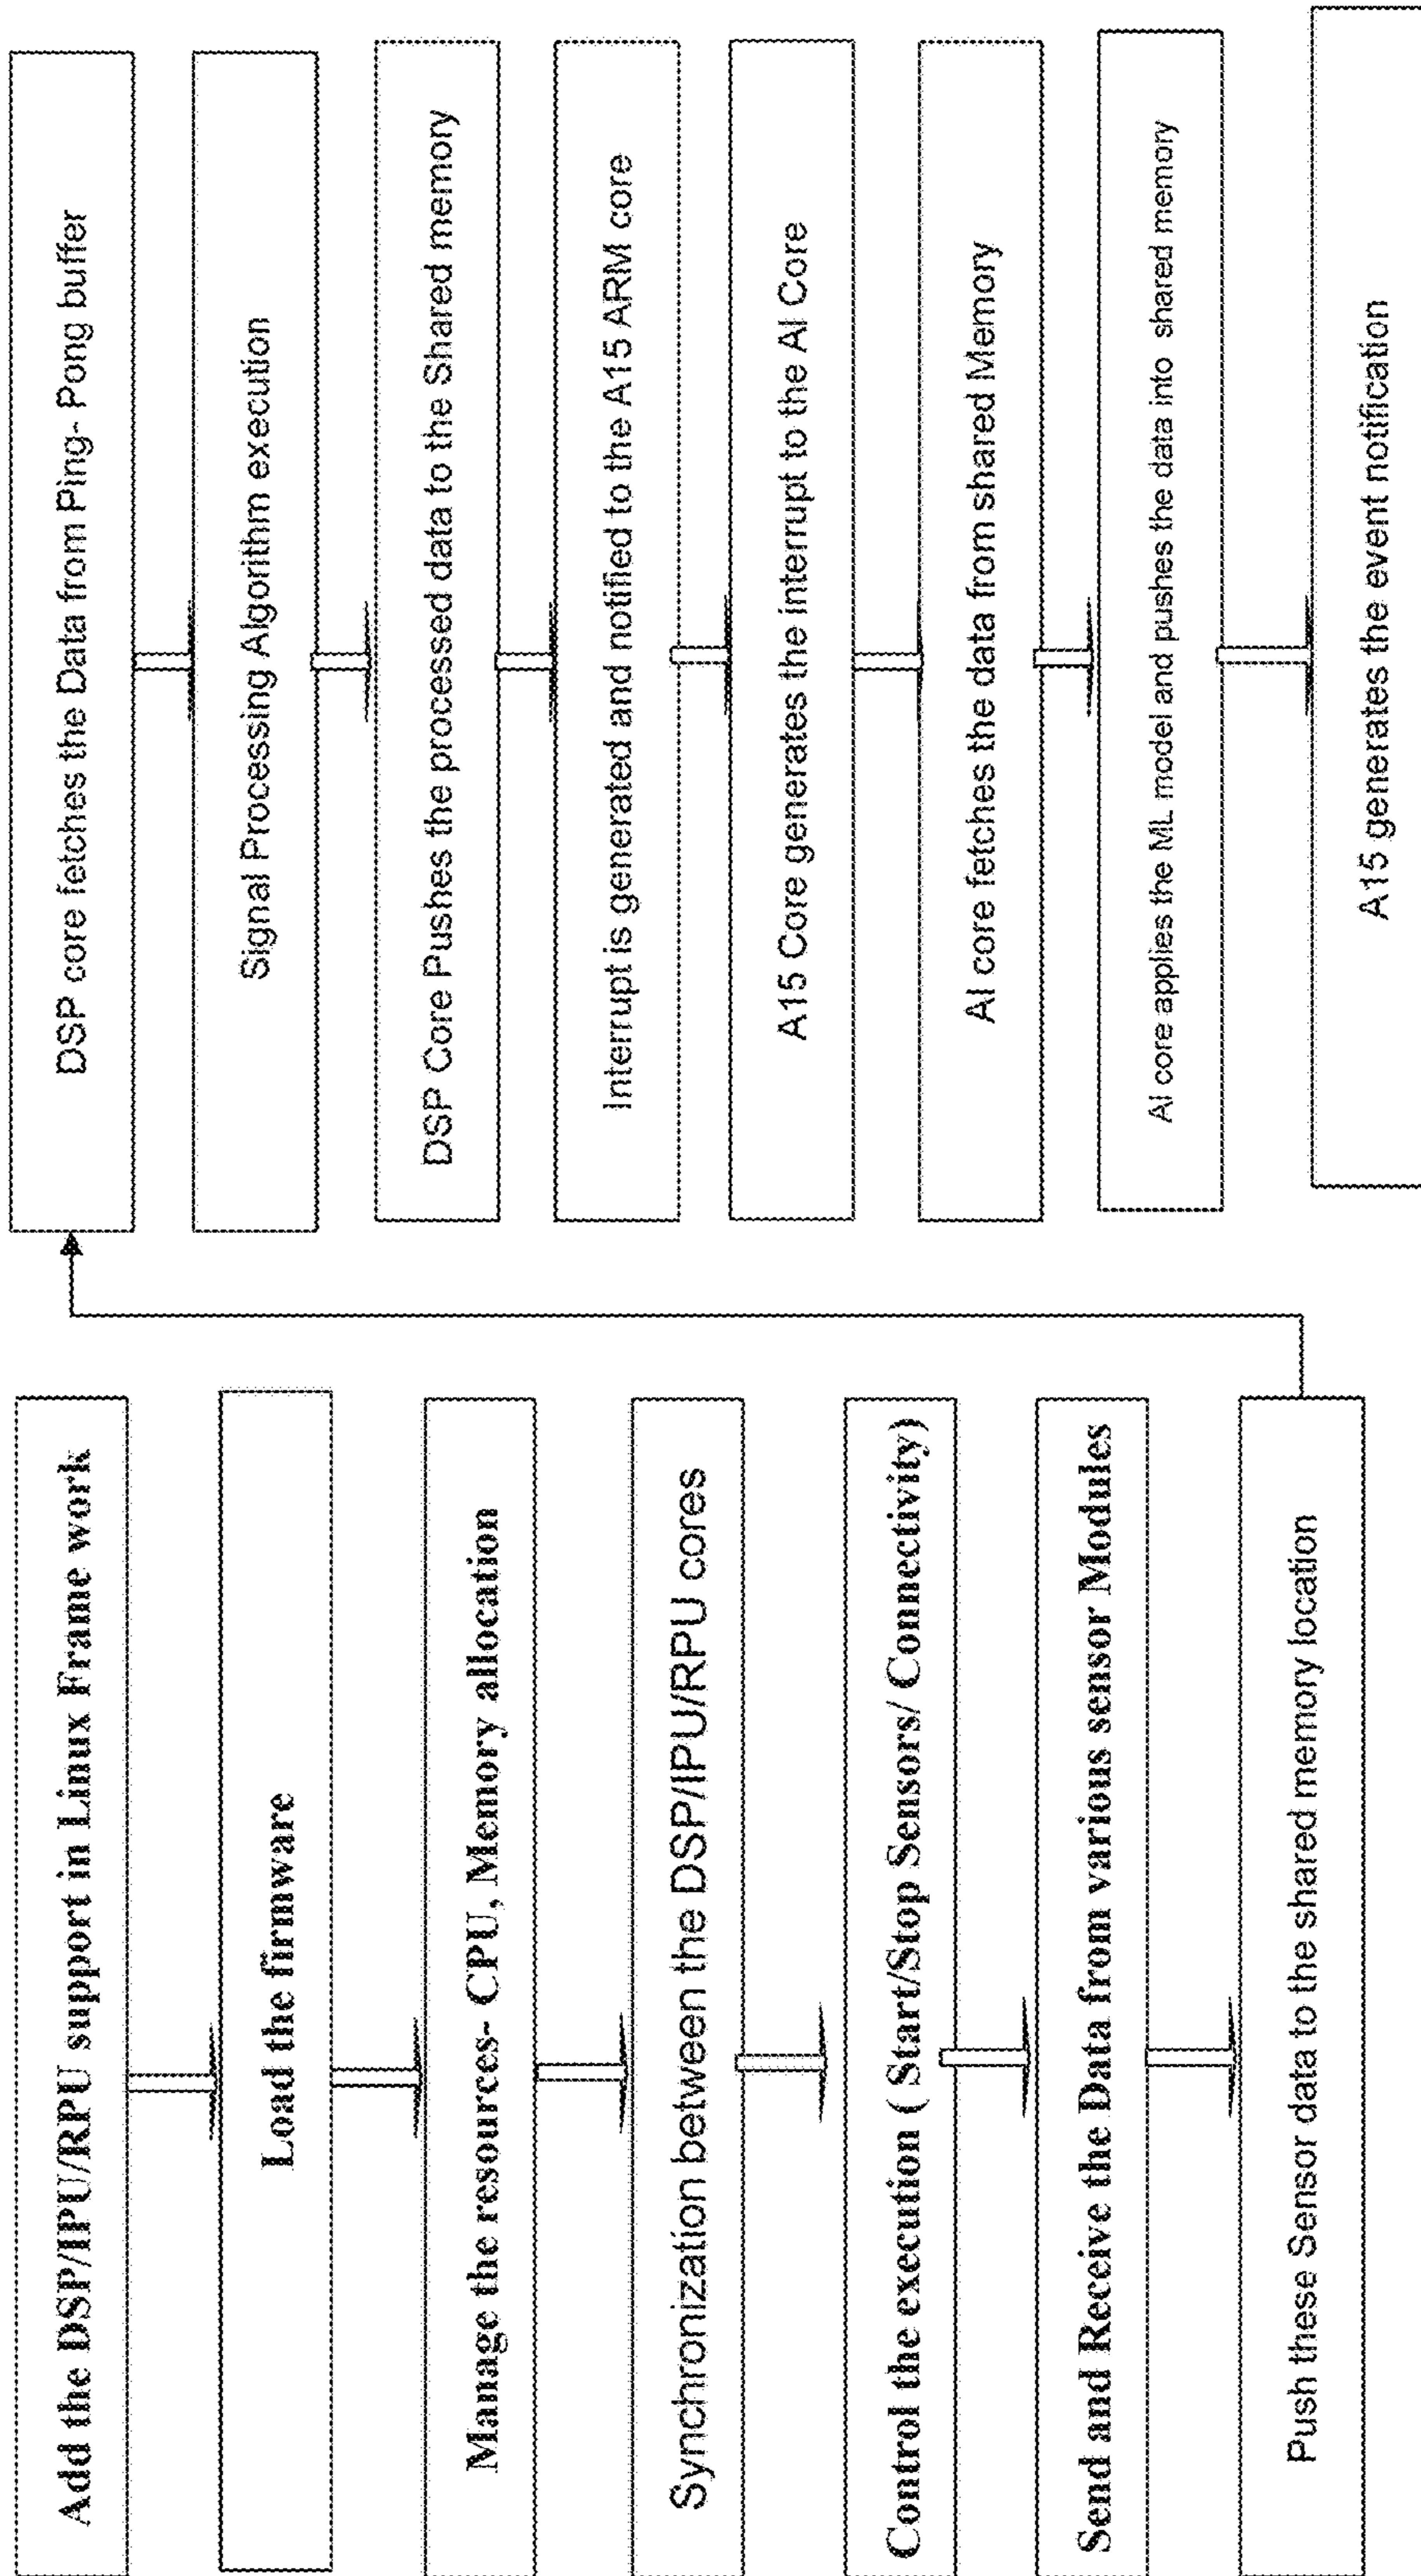 Add the DSP/IPU/RPU support in Linux Frame work
Load the firmware
Manage the resources- CPU, Memory allocation
Synchronization between the DSP/IPU/RPU cores
Control the execution ( Start/Stop Sensors/ Connectivity)
Send and Receive the Data from various sensor Modules
Push these Sensor data to the shared memory location
DSP core fetches the Data from Ping- Pong buffer
Signal Processing Algorithm execution
DSP Core Pushes the processed data to the Shared memory
Interrupt is generated and notified to the A15 ARM core
A15 Core generates the interrupt to the AI Core
AI core fetches the data from shared Memory
AI core applies the ML model and pushes the data into shared memory
A15 generates the event notification